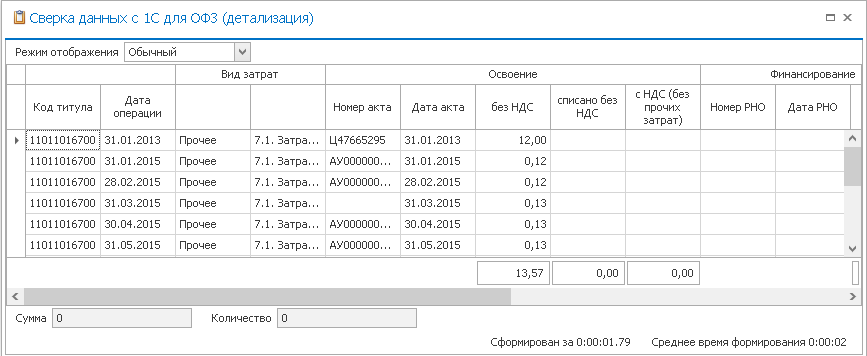 Сверка данных с 1С для ОФЗ (детализация)
Режим отображения Обычный
Вид затрат Освоение Финансирование
Код титула Дата операции Номер акта Дата акта без НДС списано без НДС с НДС (без прочих затрат) Номер РНО Дата РНО
11011016700 31.01.2013 Прочее 7.1. Затра... Ц47665295 31.01.2013 12,00
11011016700 31.01.2015 Прочее 7.1. Затра... АУ000000... 31.01.2015 0,12
11011016700 28.02.2015 Прочее 7.1. Затра... АУ000000... 28.02.2015 0,12
11011016700 31.03.2015 Прочее 7.1. Затра... 31.03.2015 0,13
11011016700 30.04.2015 Прочее 7.1. Затра... АУ000000... 30.04.2015 0,13
11011016700 31.05.2015 Прочее 7.1. Затра... АУ000000... 31.05.2015 0,13
13,57 0,00 0,00
Сумма 0 Количество 0
Сформирован за 0:00:01.79 Среднее время формирования 0:00:02